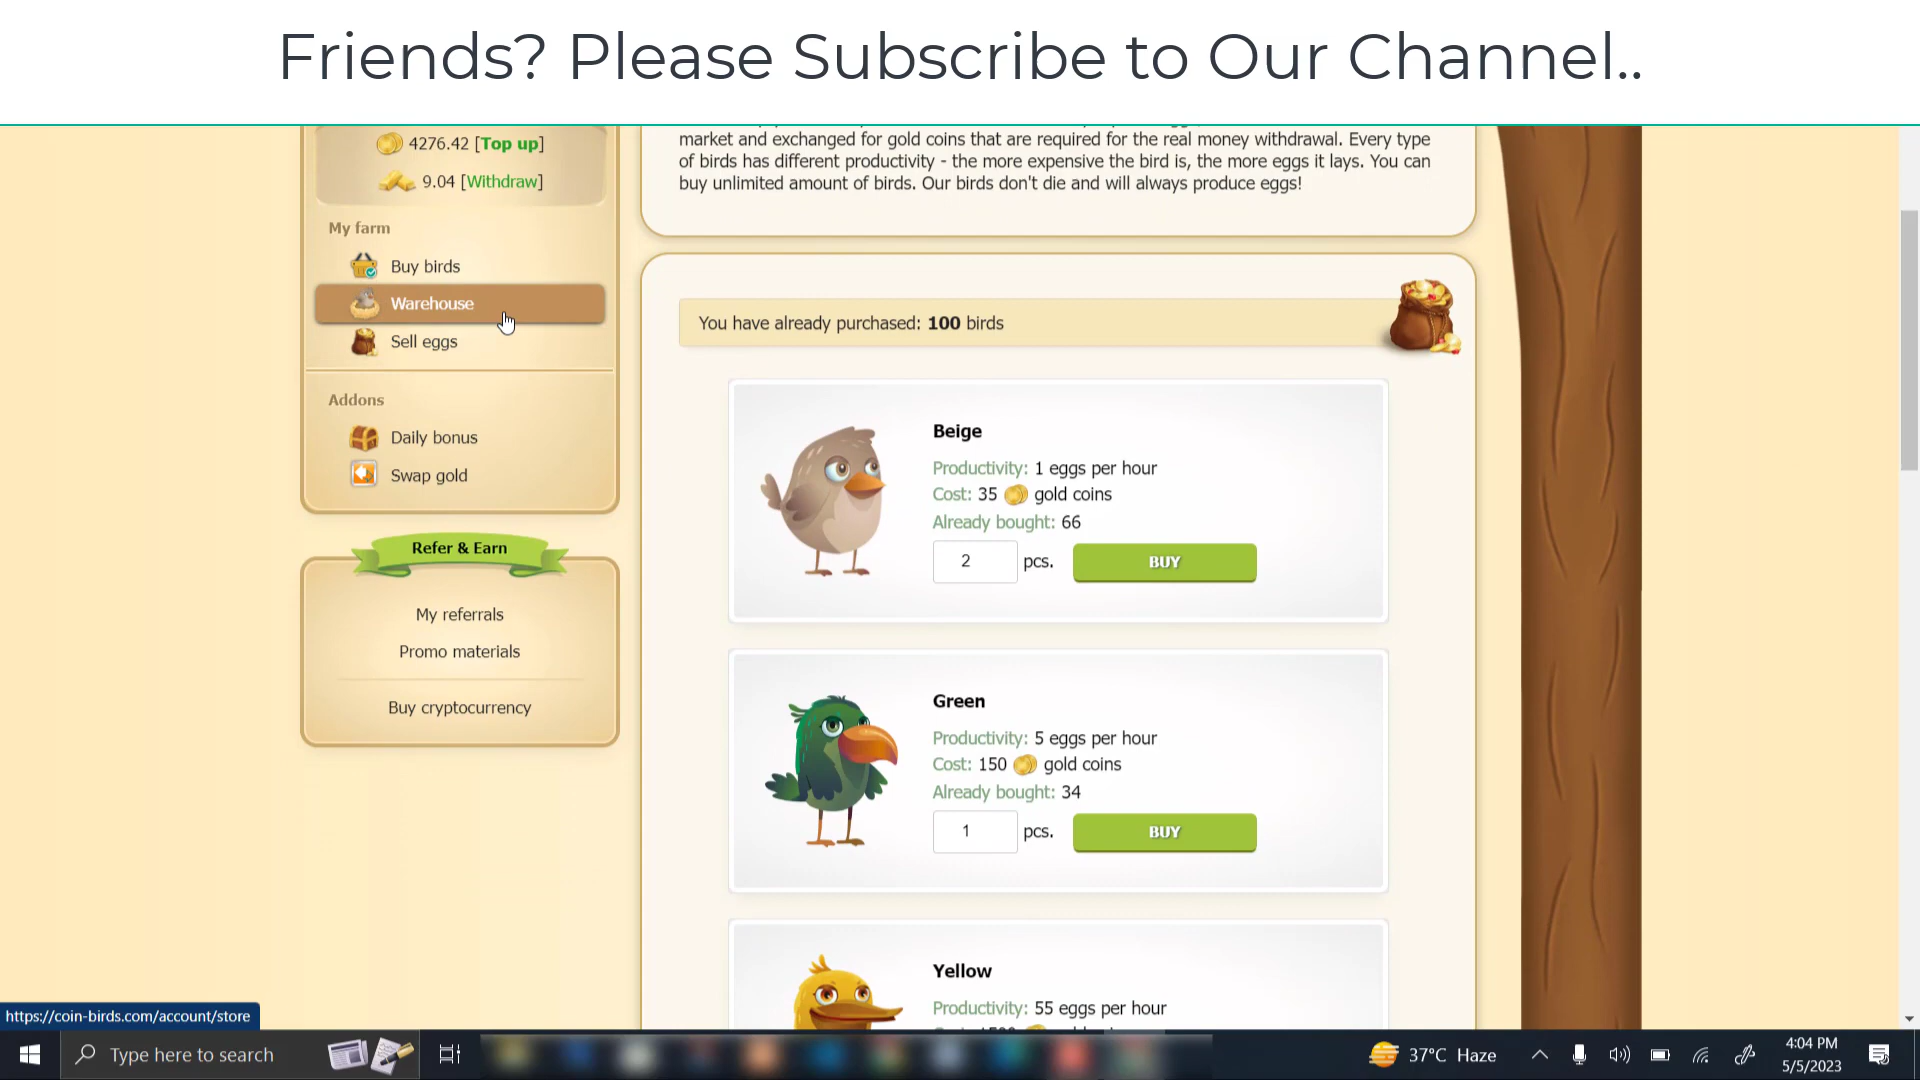 Friends? Please Subscribe to Our Channel..
4276.42 [Top up]
9.04 [Withdraw]
My farm
Buy birds
Warehouse
Sell eggs
Addons
Daily bonus
Swap gold
Refer & Earn
My referrals
Promo materials
Buy cryptocurrency
market and exchanged for gold coins that are required for the real money withdrawal. Every type
of birds has different productivity - the more expensive the bird is, the more eggs it lays. You can
buy unlimited amount of birds. Our birds don't die and will always produce eggs!
You have already purchased: 100 birds
Beige
Productivity: 1 eggs per hour
Cost: 35 gold coins
Already bought: 66
2 pcs. BUY
Green
Productivity: 5 eggs per hour
Cost: 150 gold coins
Already bought: 34
1 pcs. BUY
Yellow
Productivity: 55 eggs per hour
https://coin-birds.com/account/store
Type here to search
37°C Haze
4:04 PM
5/5/2023